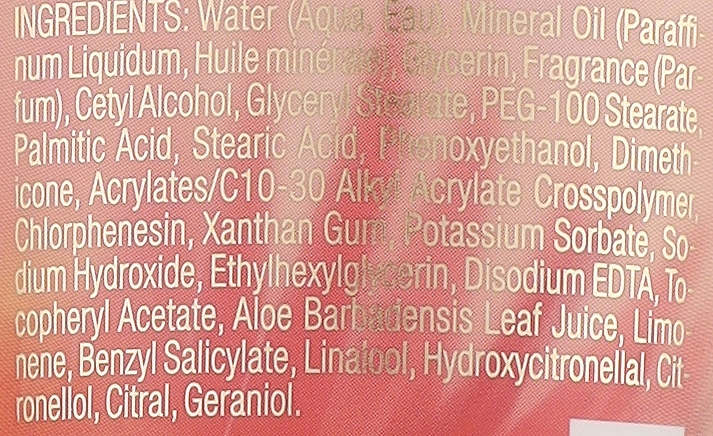 INGREDIENTS: Water (Aqua, Eau), Mineral Oil (Paraffi-
num Liquidum, Huile minérale), Glycerin, Fragrance (Par-
fum), Cetyl Alcohol, Glyceryl Stearate, PEG-100 Stearate,
Palmitic Acid, Stearic Acid, Phenoxyethanol, Dimeth-
icone, Acrylates/C10-30 Alkyl Acrylate Crosspolymer,
Chlorphenesin, Xanthan Gum, Potassium Sorbate, So-
dium Hydroxide, Ethylhexylglycerin, Disodium EDTA, To-
copheryl Acetate, Aloe Barbadensis Leaf Juice, Limo-
nene, Benzyl Salicylate, Linalool, Hydroxycitronellal, Cit-
ronellol, Citral, Geraniol.